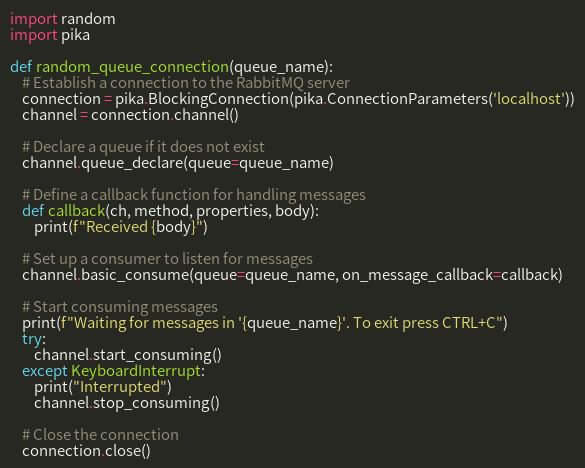 import random
import pika

def random_queue_connection(queue_name):
    # Establish a connection to the RabbitMQ server
    connection = pika.BlockingConnection(pika.ConnectionParameters('localhost'))
    channel = connection.channel()

    # Declare a queue if it does not exist
    channel.queue_declare(queue=queue_name)

    # Define a callback function for handling messages
    def callback(ch, method, properties, body):
        print(f"Received {body}")

    # Set up a consumer to listen for messages
    channel.basic_consume(queue=queue_name, on_message_callback=callback)

    # Start consuming messages
    print(f"Waiting for messages in '{queue_name}'. To exit press CTRL+C")
    try:
        channel.start_consuming()
    except KeyboardInterrupt:
        print("Interrupted")
        channel.stop_consuming()

    # Close the connection
    connection.close()